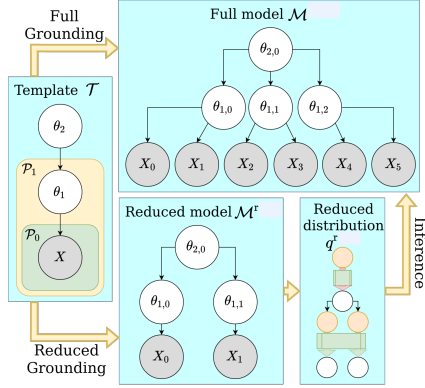 Full
Grounding
Full model ℳ
θ₂,₀
θ₁,₀ θ₁,₁ θ₁,₂
X₀ X₁ X₂ X₃ X₄ X₅
Template 𝒯
θ₂
𝒫₁
θ₁
𝒫₀
X
Reduced model ℳʳ
θ₂,₀
θ₁,₀ θ₁,₁
X₀ X₁
Reduced
distribution
qʳ
Inference
Reduced
Grounding